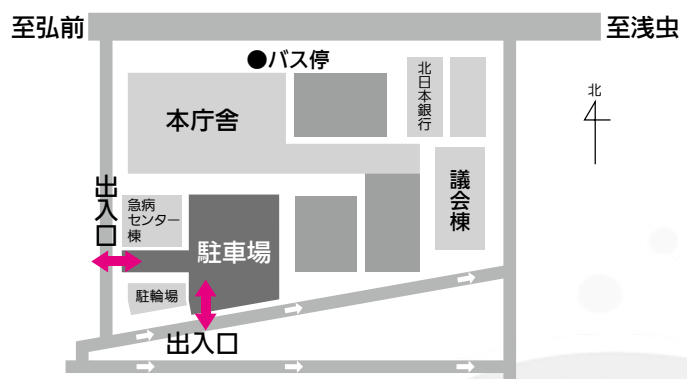 至弘前
至浅虫
●バス停
北日本銀行
北
本庁舎
議会棟
出入口
急病
センター
棟
駐車場
駐輪場
出入口